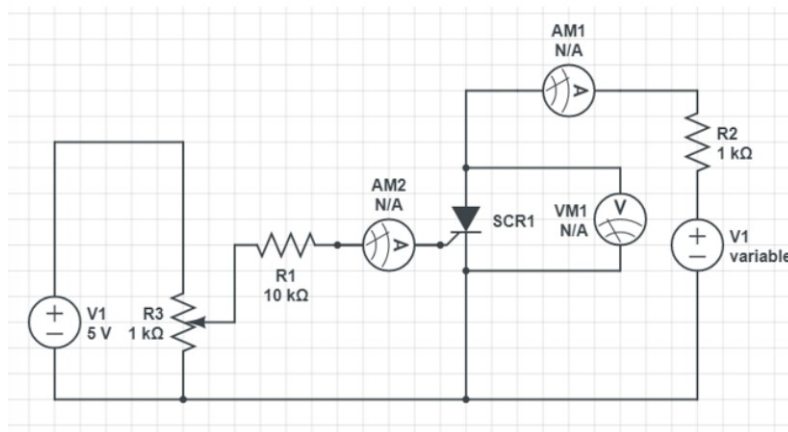 AM1
N/A
R2
1 kΩ
AM2
N/A
A
A
SCR1
VM1
N/A
V
V1
variable
R1
10 kΩ
V1
5 V
R3
1 kΩ